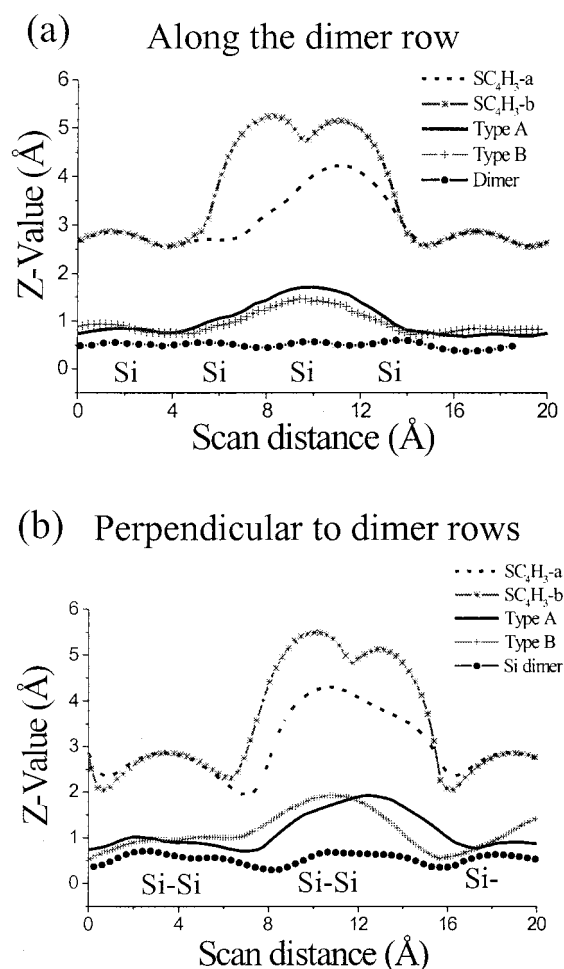 (a) Along the dimer row
SC₄H₃-a
SC₄H₃-b
Type A
Type B
Dimer
Z-Value (Å)
6
5
4
3
2
1
0
Si Si Si Si
0 4 8 12 16 20
Scan distance (Å)
(b) Perpendicular to dimer rows
SC₄H₃-a
SC₄H₃-b
Type A
Type B
Si dimer
Z-Value (Å)
6
5
4
3
2
1
0
Si-Si Si-Si Si-
0 4 8 12 16 20
Scan distance (Å)